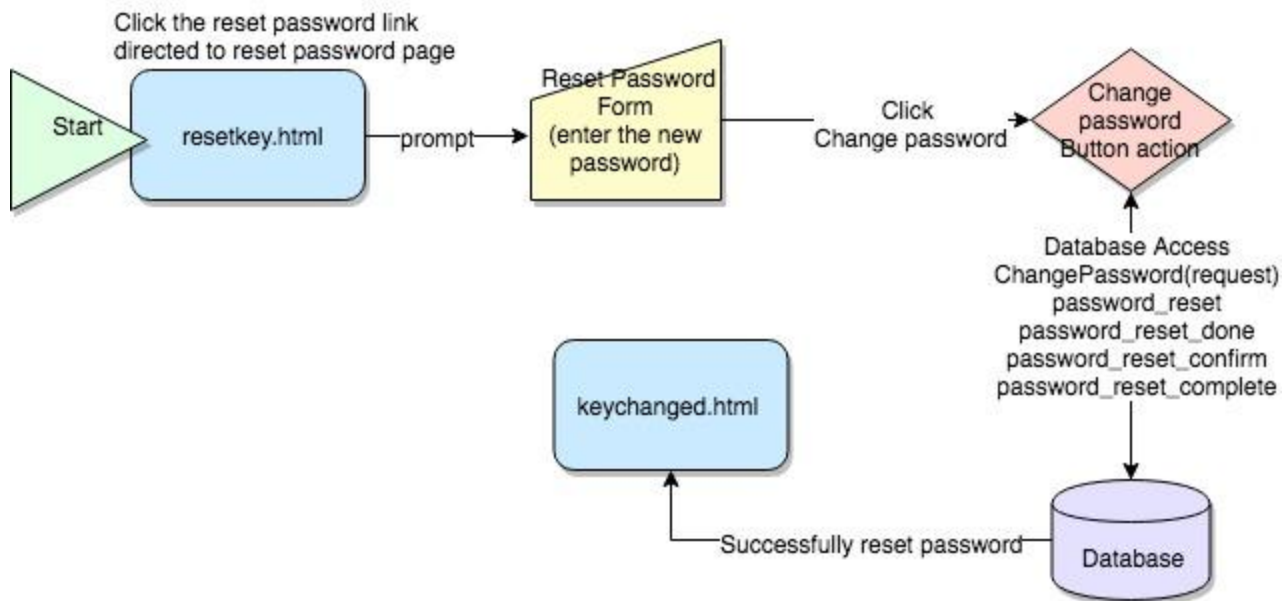 Click the reset password link
directed to reset password page
Start
resetkey.html
prompt
Reset Password
Form
(enter the new
password)
Click
Change password
Change
password
Button action
Database Access
ChangePassword(request)
password_reset
password_reset_done
password_reset_confirm
password_reset_complete
keychanged.html
Successfully reset password
Database